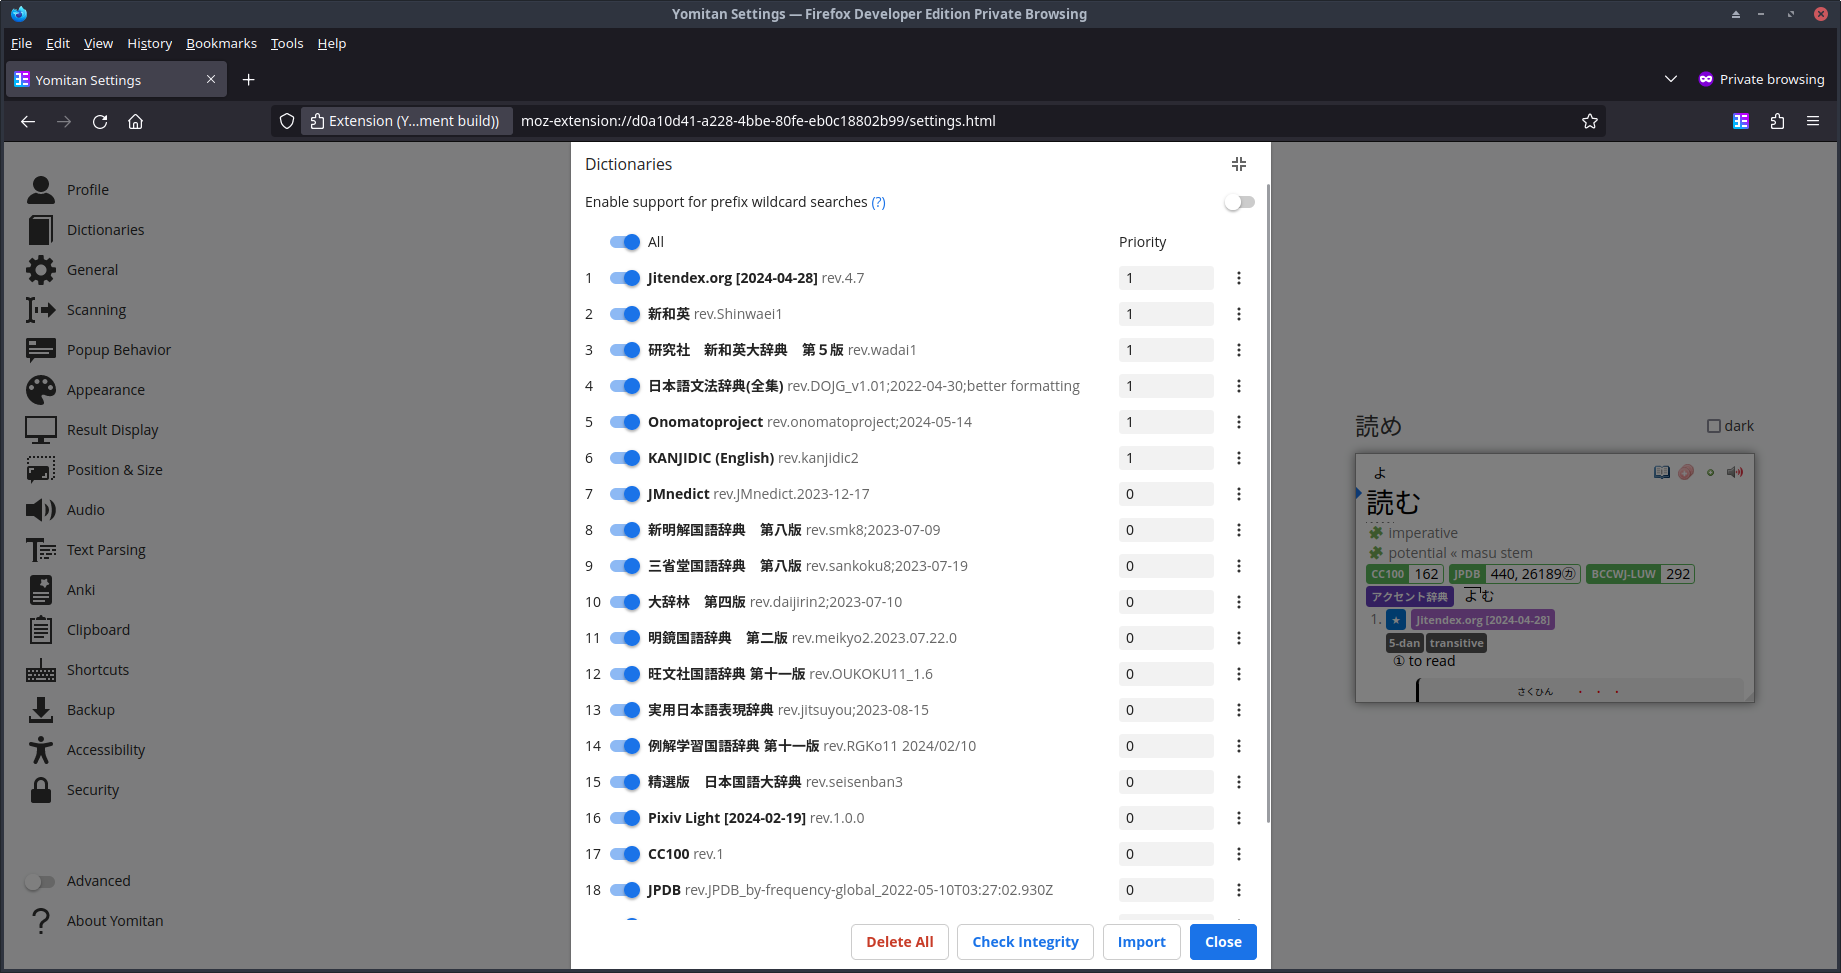 Yomitan Settings — Firefox Developer Edition Private Browsing
File Edit View History Bookmarks Tools Help
Yomitan Settings
Private browsing
Extension (Y...ment build)) moz-extension://d0a10d41-a228-4bbe-80fe-eb0c18802b99/settings.html
Profile
Dictionaries
General
Scanning
Popup Behavior
Appearance
Result Display
Position & Size
Audio
Text Parsing
Anki
Clipboard
Shortcuts
Backup
Accessibility
Security
Advanced
About Yomitan
Dictionaries
Enable support for prefix wildcard searches (?)
All Priority
1 Jitendex.org [2024-04-28] rev.4.7 1
2 新和英 rev.Shinwaei1 1
3 研究社　新和英大辞典　第５版 rev.wadai1 1
4 日本語文法辞典(全集) rev.DOJG_v1.01;2022-04-30;better formatting 1
5 Onomatoproject rev.onomatoproject;2024-05-14 1
6 KANJIDIC (English) rev.kanjidic2 1
7 JMnedict rev.JMnedict.2023-12-17 0
8 新明解国語辞典　第八版 rev.smk8;2023-07-09 0
9 三省堂国語辞典　第八版 rev.sankoku8;2023-07-19 0
10 大辞林　第四版 rev.daijirin2;2023-07-10 0
11 明鏡国語辞典　第二版 rev.meikyo2.2023.07.22.0 0
12 旺文社国語辞典 第十一版 rev.OUKOKU11_1.6 0
13 実用日本語表現辞典 rev.jitsuyou;2023-08-15 0
14 例解学習国語辞典 第十一版 rev.RGKo11 2024/02/10 0
15 精選版　日本国語大辞典 rev.seisenban3 0
16 Pixiv Light [2024-02-19] rev.1.0.0 0
17 CC100 rev.1 0
18 JPDB rev.JPDB_by-frequency-global_2022-05-10T03:27:02.930Z 0
Delete All Check Integrity Import Close
読め dark
よ
読む
imperative
potential « masu stem
CC100 162 JPDB 440, 26189㋕ BCCWJ-LUW 292
アクセント辞典 よむ
1. ★ Jitendex.org [2024-04-28]
5-dan transitive
① to read
さくひん